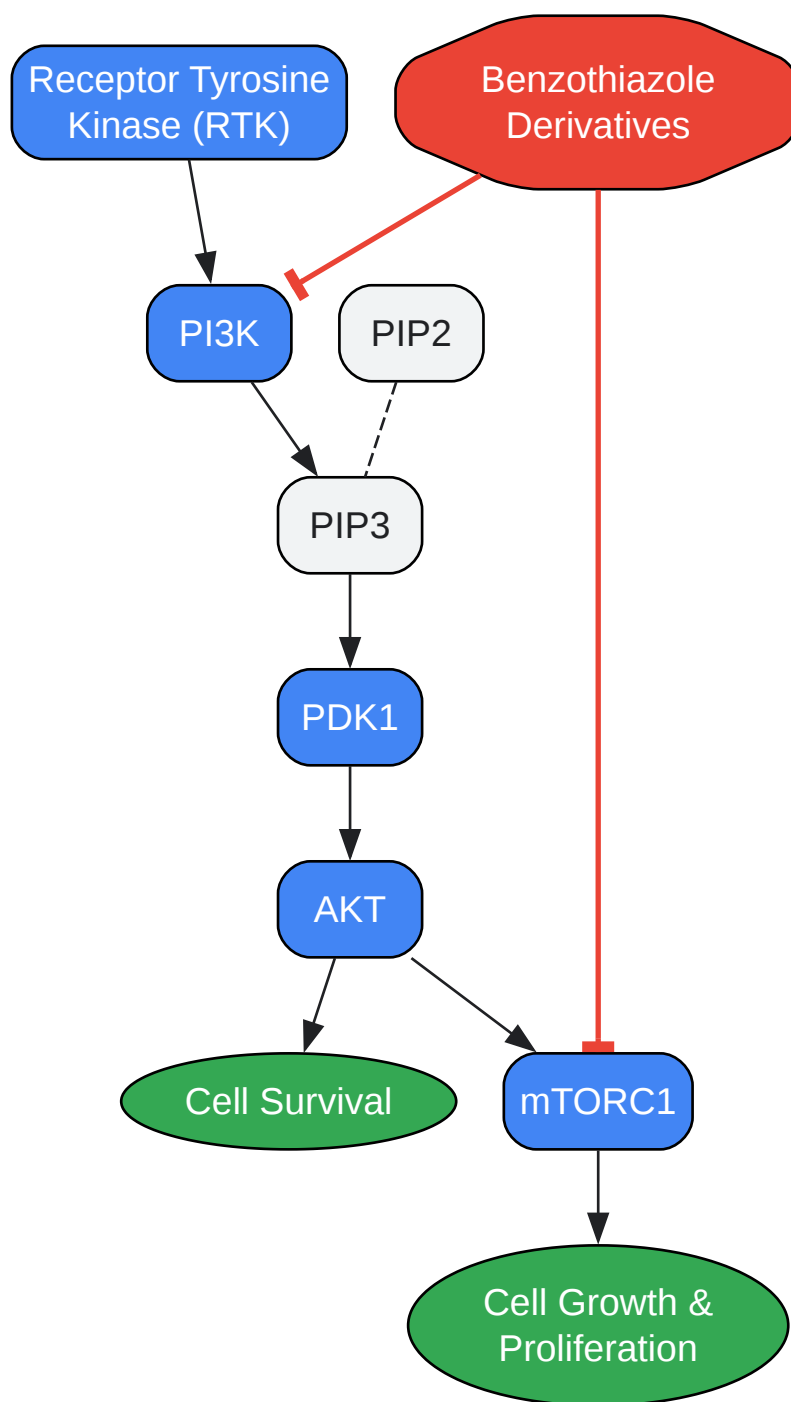 Receptor Tyrosine
Kinase (RTK)
Benzothiazole
Derivatives
PI3K
PIP2
PIP3
PDK1
AKT
Cell Survival
mTORC1
Cell Growth &
Proliferation